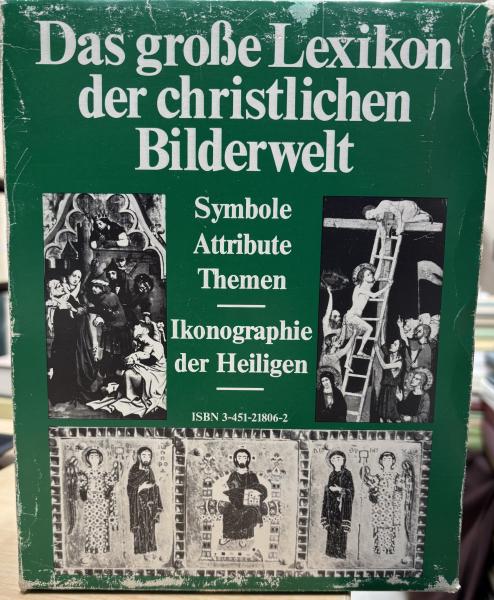 Das große Lexikon
der christlichen
Bilderwelt
Symbole
Attribute
Themen
Ikonographie
der Heiligen
ISBN 3-451-21806-2